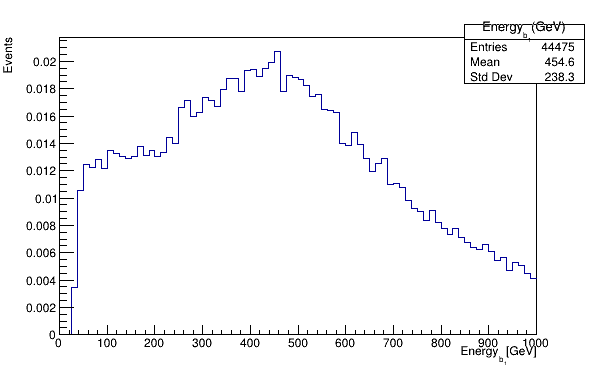 Energy_b_1 (GeV)
Entries 44475
Mean 454.6
Std Dev 238.3
Events
0.02
0.018
0.016
0.014
0.012
0.01
0.008
0.006
0.004
0.002
0
0 100 200 300 400 500 600 700 800 900 1000
Energy_b_1 [GeV]